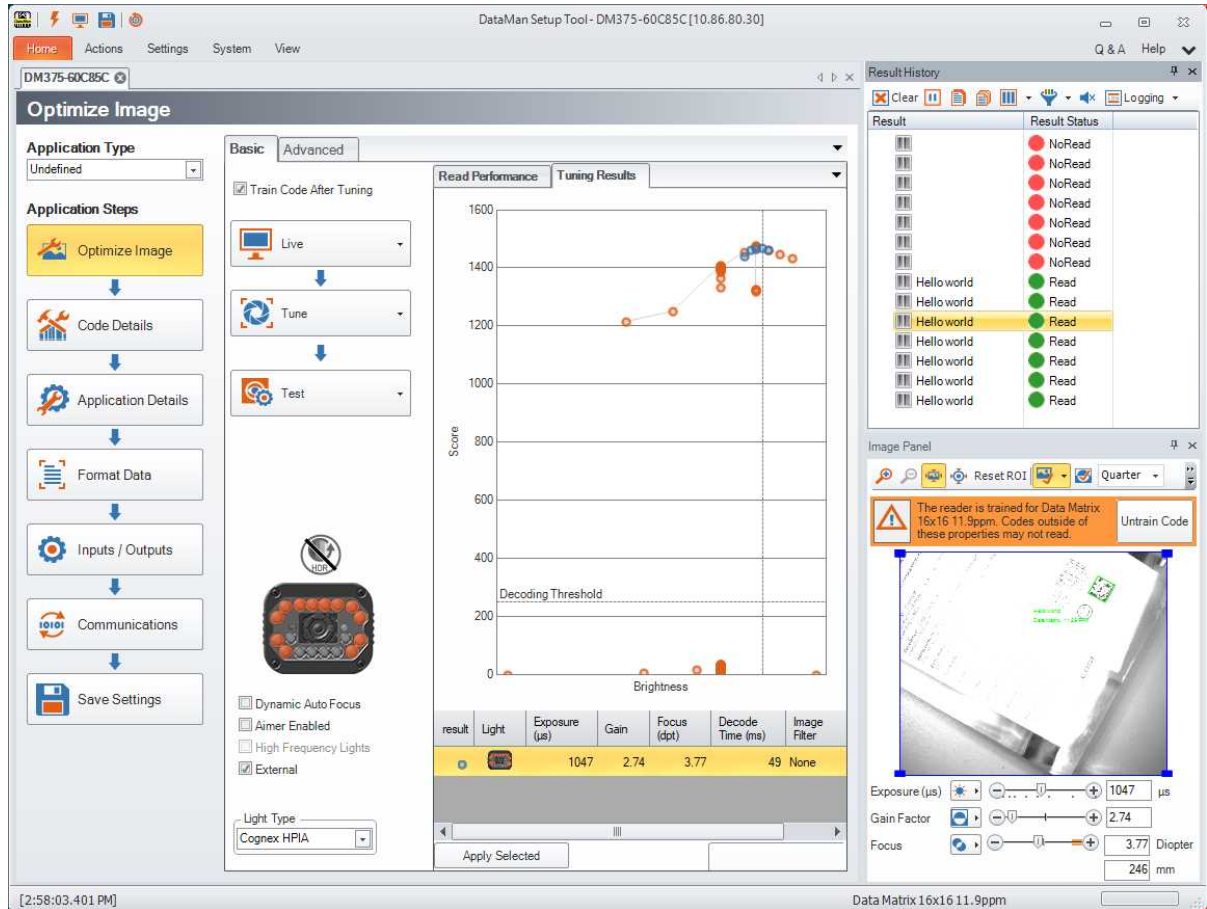 DataMan Setup Tool - DM375-60C85C [10.86.80.30]
Home Actions Settings System View Q & A Help
DM375-60C85C
Optimize Image
Application Type
Undefined
Application Steps
Optimize Image
Code Details
Application Details
Format Data
Inputs / Outputs
Communications
Save Settings
Basic Advanced
Train Code After Tuning
Live
Tune
Test
HDR
Dynamic Auto Focus
Aimer Enabled
High Frequency Lights
External
Light Type
Cognex HPIA
Read Performance Tuning Results
1600
1400
1200
1000
800
600
400
200
0
Score
Decoding Threshold
Brightness
result Light Exposure (µs) Gain Focus (dpt) Decode Time (ms) Image Filter
1047 2.74 3.77 49 None
Apply Selected
Result History
Clear Logging
Result Result Status
NoRead
NoRead
NoRead
NoRead
NoRead
NoRead
NoRead
Hello world Read
Hello world Read
Hello world Read
Hello world Read
Hello world Read
Hello world Read
Hello world Read
Image Panel
Reset ROI Quarter
The reader is trained for Data Matrix
16x16 11.9ppm. Codes outside of
these properties may not read.
Untrain Code
Hello world
Exposure (µs) 1047 µs
Gain Factor 2.74
Focus 3.77 Diopter
246 mm
[2:58:03.401 PM] Data Matrix 16x16 11.9ppm